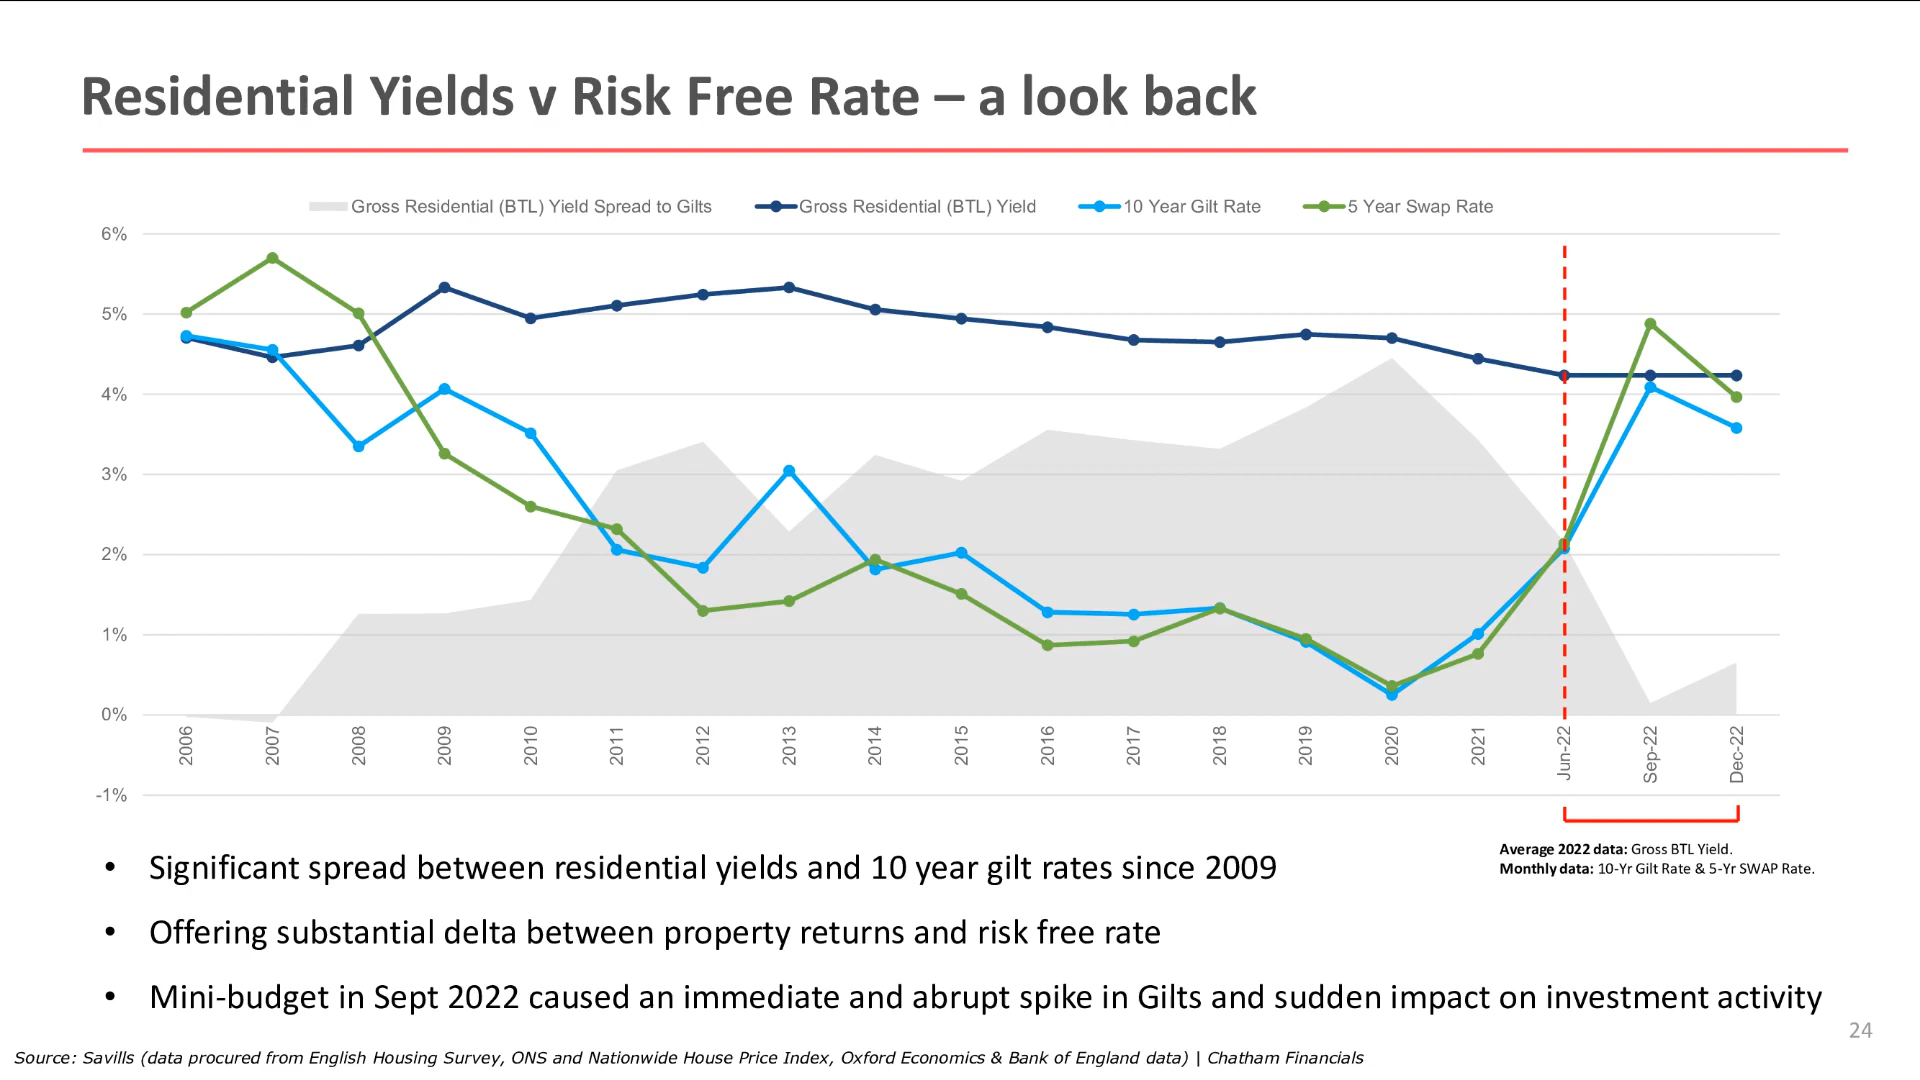 Residential Yields v Risk Free Rate – a look back
Gross Residential (BTL) Yield Spread to Gilts
Gross Residential (BTL) Yield
10 Year Gilt Rate
5 Year Swap Rate
6%
5%
4%
3%
2%
1%
0%
-1%
2006
2007
2008
2009
2010
2011
2012
2013
2014
2015
2016
2017
2018
2019
2020
2021
Jun-22
Sep-22
Dec-22
Average 2022 data: Gross BTL Yield.
Monthly data: 10-Yr Gilt Rate & 5-Yr SWAP Rate.
• Significant spread between residential yields and 10 year gilt rates since 2009
• Offering substantial delta between property returns and risk free rate
• Mini-budget in Sept 2022 caused an immediate and abrupt spike in Gilts and sudden impact on investment activity
24
Source: Savills (data procured from English Housing Survey, ONS and Nationwide House Price Index, Oxford Economics & Bank of England data) | Chatham Financials